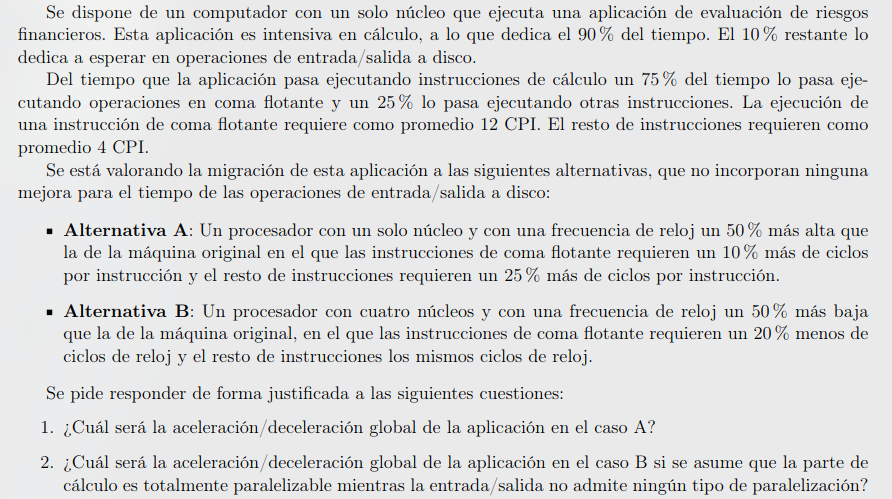 Se dispone de un computador con un solo núcleo que ejecuta una aplicación de evaluación de riesgos
financieros. Esta aplicación es intensiva en cálculo, a lo que dedica el 90 % del tiempo. El 10 % restante lo
dedica a esperar en operaciones de entrada/salida a disco.
Del tiempo que la aplicación pasa ejecutando instrucciones de cálculo un 75 % del tiempo lo pasa eje-
cutando operaciones en coma flotante y un 25 % lo pasa ejecutando otras instrucciones. La ejecución de
una instrucción de coma flotante requiere como promedio 12 CPI. El resto de instrucciones requieren como
promedio 4 CPI.
Se está valorando la migración de esta aplicación a las siguientes alternativas, que no incorporan ninguna
mejora para el tiempo de las operaciones de entrada/salida a disco:
▪ Alternativa A: Un procesador con un solo núcleo y con una frecuencia de reloj un 50 % más alta que
la de la máquina original en el que las instrucciones de coma flotante requieren un 10 % más de ciclos
por instrucción y el resto de instrucciones requieren un 25 % más de ciclos por instrucción.
▪ Alternativa B: Un procesador con cuatro núcleos y con una frecuencia de reloj un 50 % más baja
que la de la máquina original, en el que las instrucciones de coma flotante requieren un 20 % menos de
ciclos de reloj y el resto de instrucciones los mismos ciclos de reloj.
Se pide responder de forma justificada a las siguientes cuestiones:
1. ¿Cuál será la aceleración/deceleración global de la aplicación en el caso A?
2. ¿Cuál será la aceleración/deceleración global de la aplicación en el caso B si se asume que la parte de
cálculo es totalmente paralelizable mientras la entrada/salida no admite ningún tipo de paralelización?